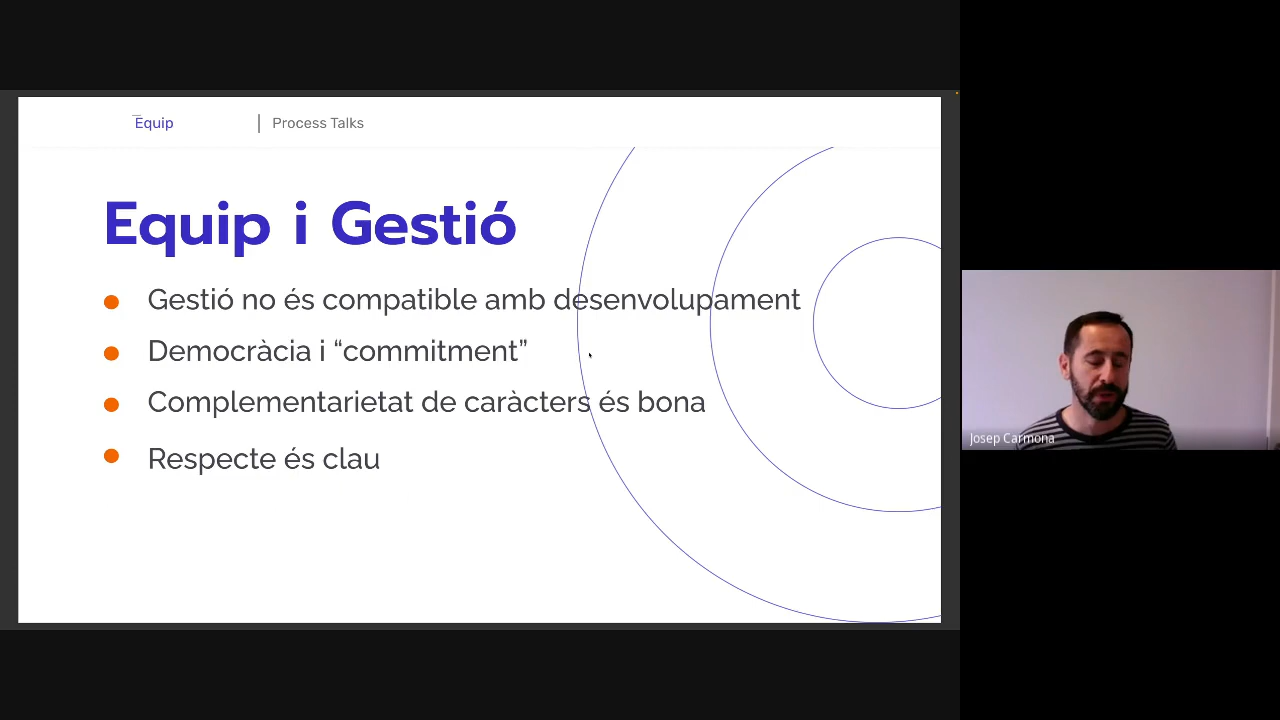 Equip
Process Talks
Equip i Gestió
Gestió no és compatible amb desenvolupament
Democràcia i “commitment”
Complementarietat de caràcters és bona
Respecte és clau
Josep Carmona